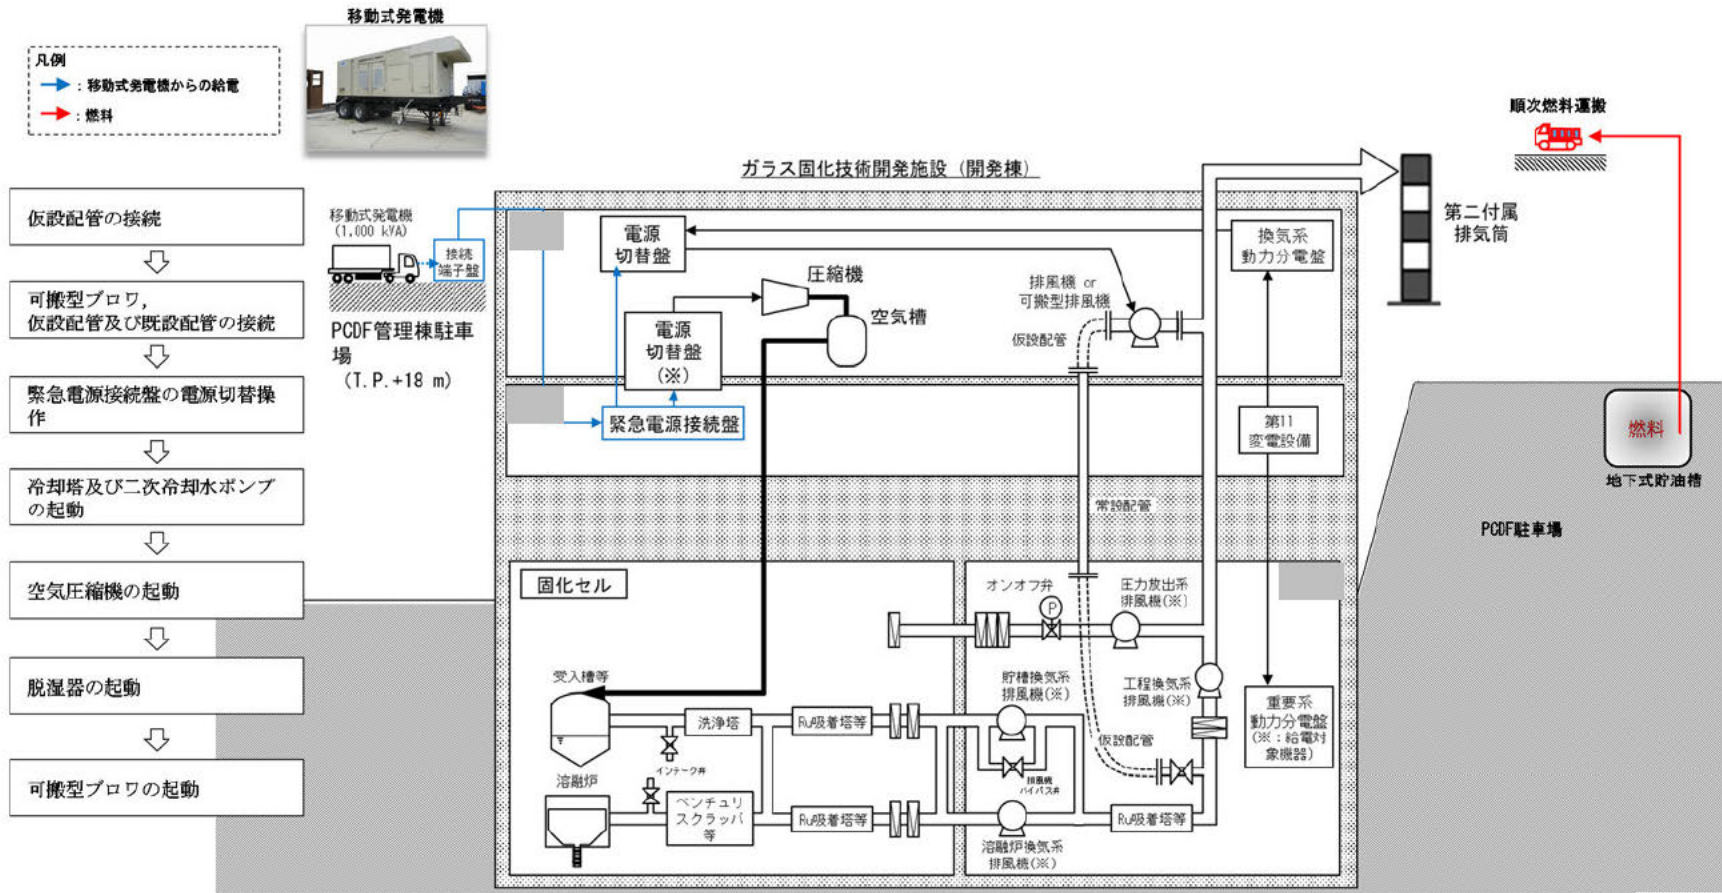 移動式発電機
凡例
：移動式発電機からの給電
：燃料
順次燃料運搬
ガラス固化技術開発施設（開発棟）
仮設配管の接続
可搬型ブロワ，
仮設配管及び既設配管の接続
緊急電源接続盤の電源切替操
作
冷却塔及び二次冷却水ポンプ
の起動
空気圧縮機の起動
脱湿器の起動
可搬型ブロワの起動
移動式発電機
(1,000 kVA)
接続
端子盤
PCDF管理棟駐車
場
（T.P.+18 m）
電源
切替盤
圧縮機
空気槽
電源
切替盤
(※)
緊急電源接続盤
排風機 or
可搬型排風機
仮設配管
換気系
動力分電盤
第二付属
排気筒
第11
変電設備
常設配管
燃料
地下式貯油槽
PCDF駐車場
固化セル
オンオフ弁
P
圧力放出系
排風機(※)
受入槽等
洗浄塔
Ru吸着塔等
貯槽換気系
排風機(※)
工程換気系
排風機(※)
重要系
動力分電盤
(※：給電対
象機器)
インテーク弁
仮設配管
排風機
バイパス弁
溶融炉
ベンチュリ
スクラッバ
等
Ru吸着塔等
溶融炉換気系
排風機(※)
Ru吸着塔等